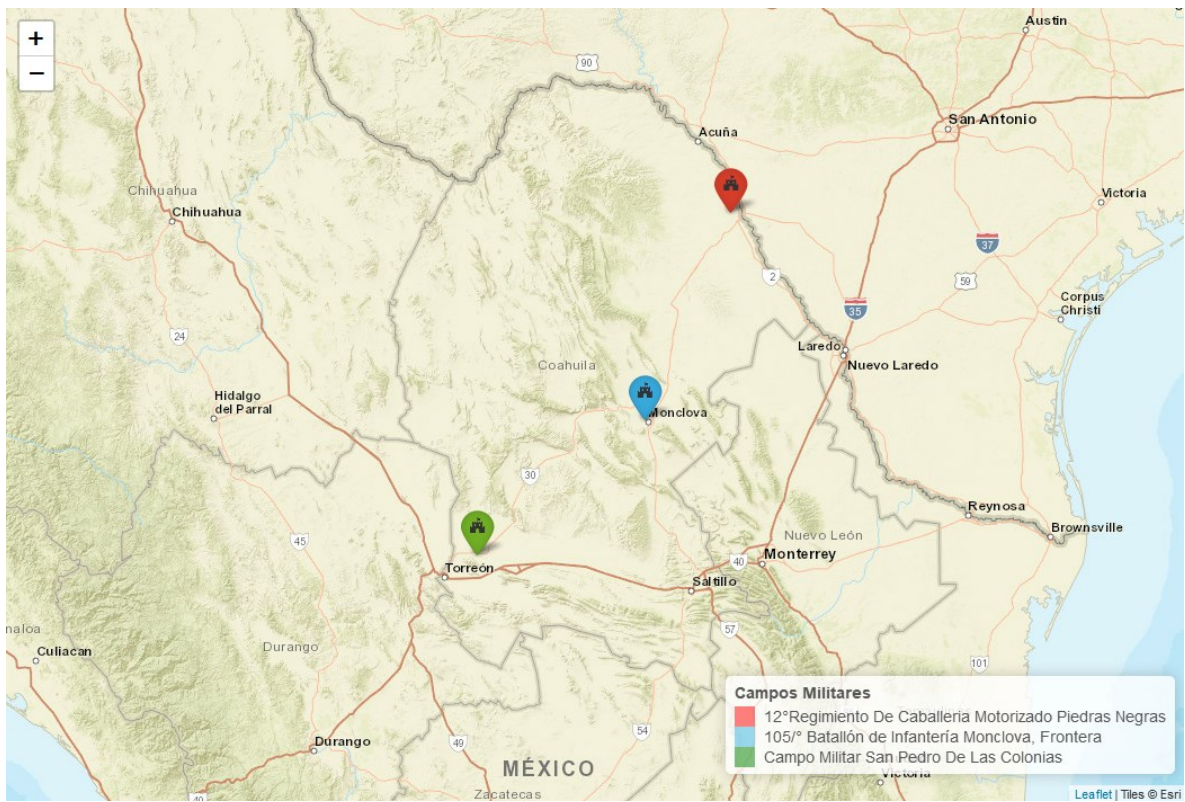 +
−
Austin
90
Acuña
San Antonio
Chihuahua
Chihuahua
Victoria
37
2
59
Corpus
Christi
35
24
Laredo
Nuevo Laredo
Coahuila
Hidalgo
del Parral
Monclova
30
Reynosa
Brownsville
Nuevo León
45
40
Monterrey
Torreón
Saltillo
57
Durango
Culiacan
101
Campos Militares
12°Regimiento De Caballeria Motorizado Piedras Negras
105/° Batallón de Infantería Monclova, Frontera
Campo Militar San Pedro De Las Colonias
54
49
Durango
MÉXICO
Victoria
40
Zacatecas
Leaflet | Tiles © Esri